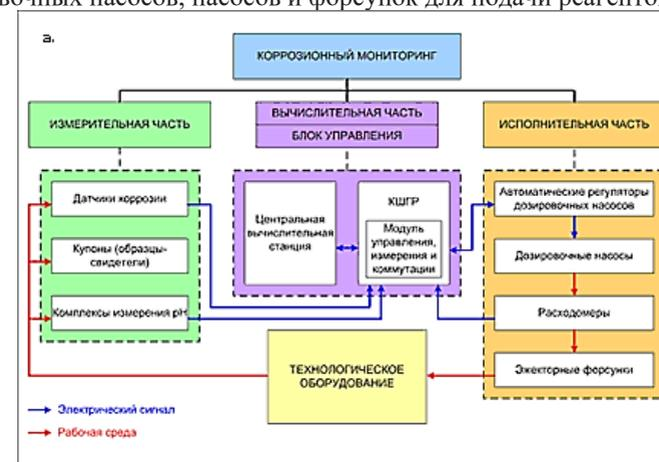 вочных насосов, насосов и форсунок для подачи реагентов
а.
КОРРОЗИОННЫЙ МОНИТОРИНГ
ИЗМЕРИТЕЛЬНАЯ ЧАСТЬ
ВЫЧИСЛИТЕЛЬНАЯ ЧАСТЬ
БЛОК УПРАВЛЕНИЯ
ИСПОЛНИТЕЛЬНАЯ ЧАСТЬ
Датчики коррозии
Купоны (образцы-
свидетели)
Комплексы измерения pH
Центральная
вычислительная
станция
КШГР
Модуль
управления,
измерения и
коммутации
Автоматические регуляторы
дозировочных насосов
Дозировочные насосы
Расходомеры
Эжекторные форсунки
ТЕХНОЛОГИЧЕСКОЕ
ОБОРУДОВАНИЕ
Электрический сигнал
Рабочая среда